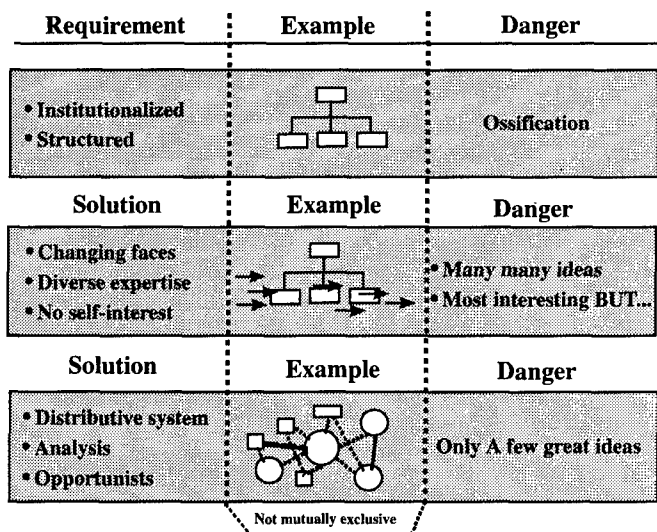 Requirement Example Danger
• Institutionalized
• Structured
Ossification
Solution Example Danger
• Changing faces
• Diverse expertise
• No self-interest
• Many many ideas
• Most interesting BUT...
Solution Example Danger
• Distributive system
• Analysis
• Opportunists
Only A few great ideas
Not mutually exclusive